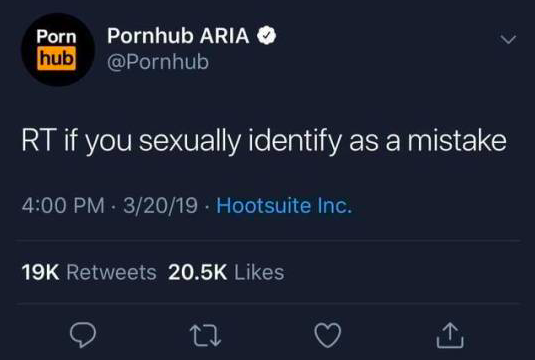 Porn
hub
Pornhub ARIA
@Pornhub
RT if you sexually identify as a mistake
4:00 PM · 3/20/19 · Hootsuite Inc.
19K Retweets 20.5K Likes